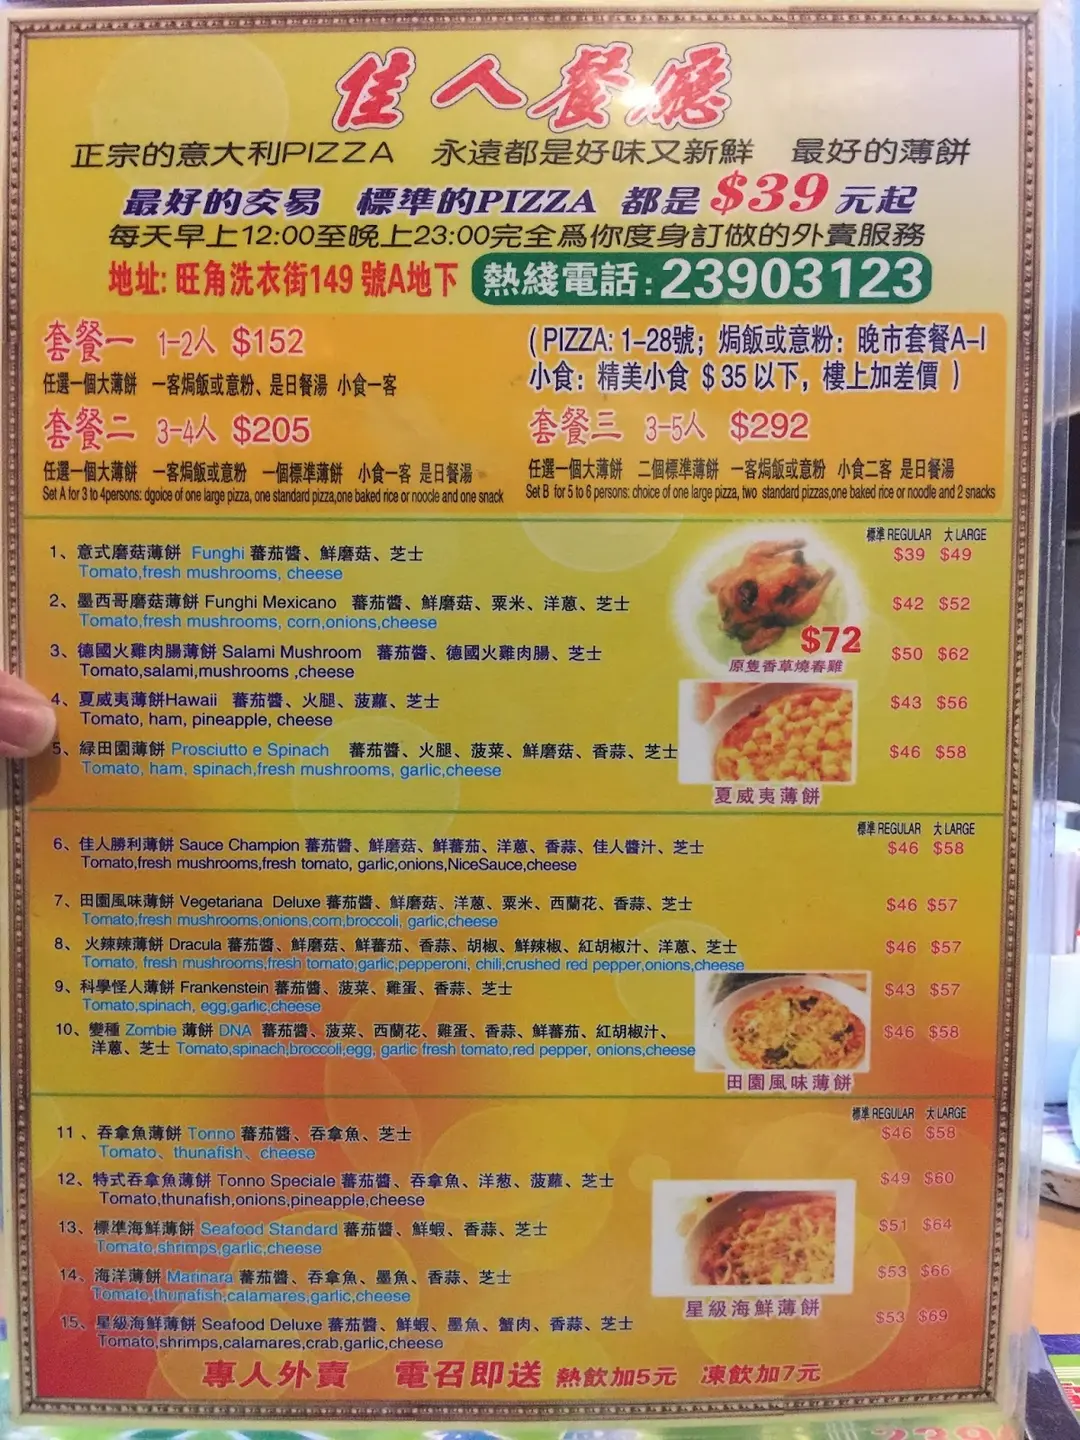 佳人餐廳
正宗的意大利PIZZA 永遠都是好味又新鮮 最好的薄餅
最好的交易 標準的PIZZA 都是 $39 元起
每天早上12:00至晚上23:00完全爲你度身訂做的外賣服務
地址: 旺角洗衣街149 號A地下 熱綫電話: 23903123
套餐一 1-2人 $152
任選一個大薄餅 一客焗飯或意粉、是日餐湯 小食一客
( PIZZA: 1-28號; 焗飯或意粉: 晚市套餐A-I
小食: 精美小食 $ 35 以下, 樓上加差價 )
套餐二 3-4人 $205
任選一個大薄餅 一客焗飯或意粉 一個標準薄餅 小食一客 是日餐湯
Set A for 3 to 4persons: dgoice of one large pizza, one standard pizza,one baked rice or noocle and one snack
套餐三 3-5人 $292
任選一個大薄餅 二個標準薄餅 一客焗飯或意粉 小食二客 是日餐湯
Set B for 5 to 6 persons: choice of one large pizza, two standard pizzas,one baked rice or noodle and 2 snacks
標準 REGULAR 大 LARGE
1、意式磨菇薄餅 Funghi 蕃茄醬、鮮磨菇、芝士 $39 $49
Tomato,fresh mushrooms, cheese
2、墨西哥磨菇薄餅 Funghi Mexicano 蕃茄醬、鮮磨菇、粟米、洋蔥、芝士 $42 $52
Tomato,fresh mushrooms, corn,onions,cheese
3、德國火雞肉腸薄餅 Salami Mushroom 蕃茄醬、德國火雞肉腸、芝士 $50 $62
Tomato,salami,mushrooms ,cheese
$72
原隻香草燒春雞
4、夏威夷薄餅Hawaii 蕃茄醬、火腿、菠蘿、芝士 $43 $56
Tomato, ham, pineapple, cheese
5、緑田園薄餅 Prosciutto e Spinach 蕃茄醬、火腿、菠菜、鮮磨菇、香蒜、芝士 $46 $58
Tomato, ham, spinach,fresh mushrooms, garlic,cheese
夏威夷薄餅
標準 REGULAR 大 LARGE
6、佳人勝利薄餅 Sauce Champion 蕃茄醬、鮮磨菇、鮮蕃茄、洋蔥、香蒜、佳人醬汁、芝士 $46 $58
Tomato,fresh mushrooms,fresh tomato, garlic,onions,NiceSauce,cheese
7、田園風味薄餅 Vegetariana Deluxe 蕃茄醬、鮮磨菇、洋蔥、粟米、西蘭花、香蒜、芝士 $46 $57
Tomato,fresh mushrooms,onions,corn,broccoli, garlic,cheese
8、火辣辣薄餅 Dracula 蕃茄醬、鮮磨菇、鮮蕃茄、香蒜、胡椒、鮮辣椒、紅胡椒汁、洋蔥、芝士 $46 $57
Tomato, fresh mushrooms,fresh tomato,garlic,pepperoni, chili,crushed red pepper,onions,cheese
9、科學怪人薄餅 Frankenstein 蕃茄醬、菠菜、雞蛋、香蒜、芝士 $43 $57
Tomato,spinach, egg,garlic,cheese
10、變種 Zombie 薄餅 DNA 蕃茄醬、菠菜、西蘭花、雞蛋、香蒜、鮮蕃茄、紅胡椒汁、 $46 $58
洋蔥、芝士 Tomato,spinach,broccoli,egg, garlic fresh tomato,red pepper, onions,cheese
田園風味薄餅
標準 REGULAR 大 LARGE
11、吞拿魚薄餅 Tonno 蕃茄醬、吞拿魚、芝士 $46 $58
Tomato、thunafish、cheese
12、特式吞拿魚薄餅 Tonno Speciale 蕃茄醬、吞拿魚、洋葱、菠蘿、芝士 $49 $60
Tomato,thunafish,onions,pineapple,cheese
13、標準海鮮薄餅 Seafood Standard 蕃茄醬、鮮蝦、香蒜、芝士 $51 $64
Tomato,shrimps,garlic,cheese
14、海洋薄餅 Marinara 蕃茄醬、吞拿魚、墨魚、香蒜、芝士 $53 $66
Tomato,thunafish,calamares,garlic,cheese
星級海鮮薄餅
15、星級海鮮薄餅 Seafood Deluxe 蕃茄醬、鮮蝦、墨魚、蟹肉、香蒜、芝士 $53 $69
Tomato,shrimps,calamares,crab,garlic,cheese
專人外賣 電召即送 熱飲加5元 凍飲加7元